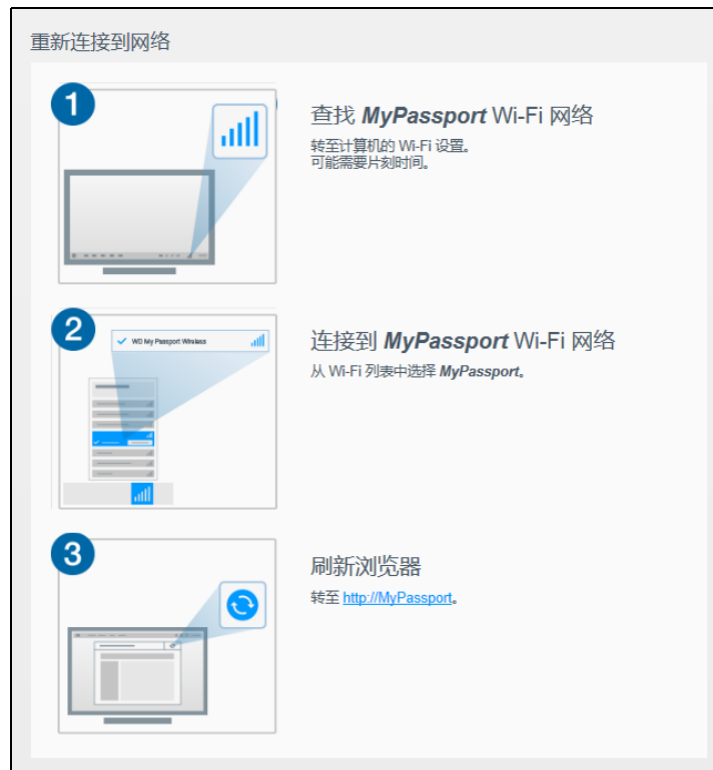 重新连接到网络
1
查找 MyPassport Wi-Fi 网络
转至计算机的 Wi-Fi 设置。
可能需要片刻时间。
2
WD My Passport Wireless
连接到 MyPassport Wi-Fi 网络
从 Wi-Fi 列表中选择 MyPassport。
3
刷新浏览器
转至 http://MyPassport。